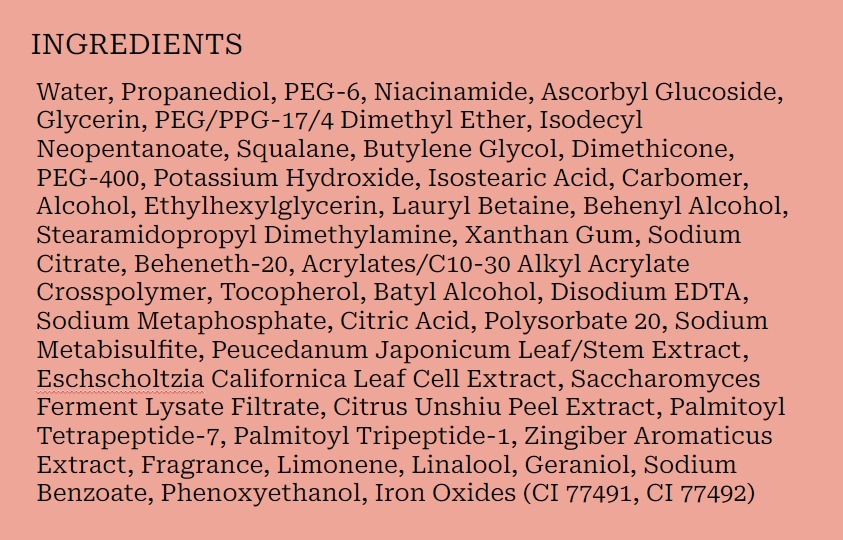 INGREDIENTS
Water, Propanediol, PEG-6, Niacinamide, Ascorbyl Glucoside,
Glycerin, PEG/PPG-17/4 Dimethyl Ether, Isodecyl
Neopentanoate, Squalane, Butylene Glycol, Dimethicone,
PEG-400, Potassium Hydroxide, Isostearic Acid, Carbomer,
Alcohol, Ethylhexylglycerin, Lauryl Betaine, Behenyl Alcohol,
Stearamidopropyl Dimethylamine, Xanthan Gum, Sodium
Citrate, Beheneth-20, Acrylates/C10-30 Alkyl Acrylate
Crosspolymer, Tocopherol, Batyl Alcohol, Disodium EDTA,
Sodium Metaphosphate, Citric Acid, Polysorbate 20, Sodium
Metabisulfite, Peucedanum Japonicum Leaf/Stem Extract,
Eschscholtzia Californica Leaf Cell Extract, Saccharomyces
Ferment Lysate Filtrate, Citrus Unshiu Peel Extract, Palmitoyl
Tetrapeptide-7, Palmitoyl Tripeptide-1, Zingiber Aromaticus
Extract, Fragrance, Limonene, Linalool, Geraniol, Sodium
Benzoate, Phenoxyethanol, Iron Oxides (CI 77491, CI 77492)